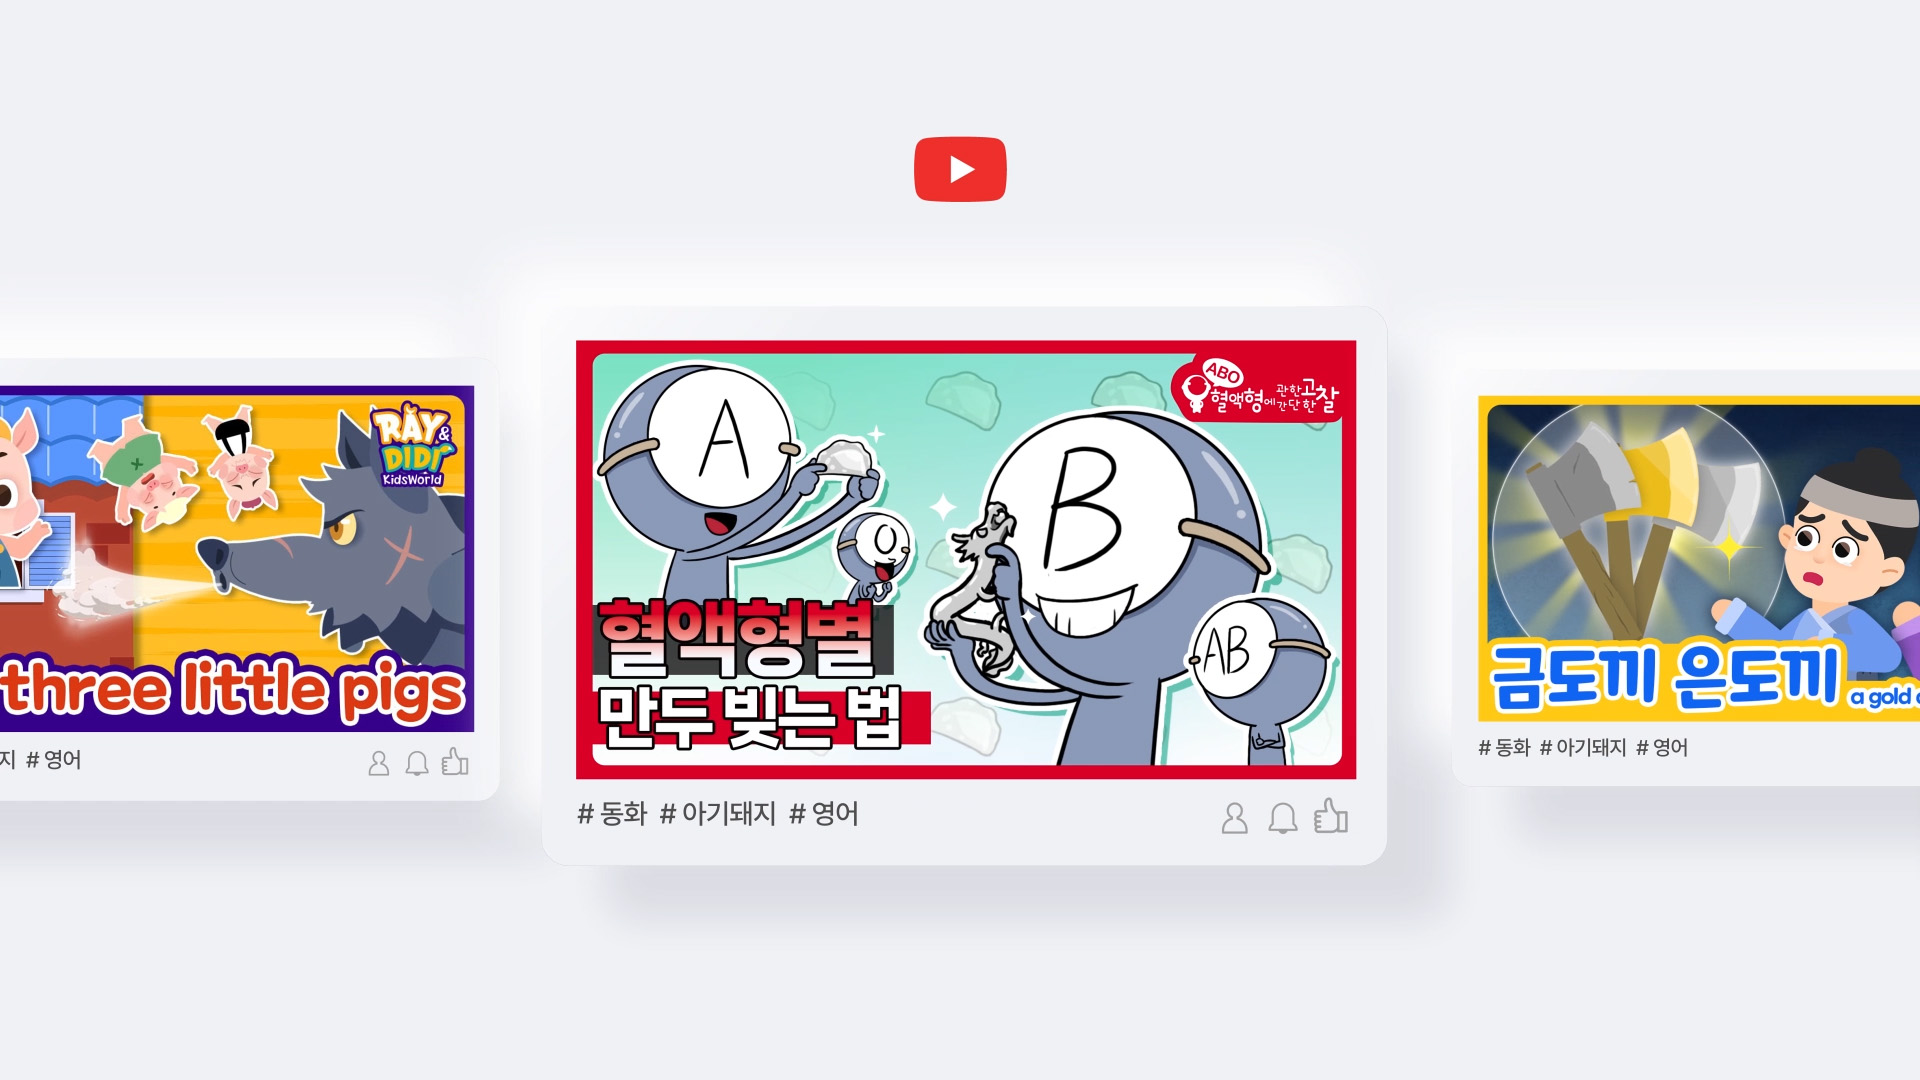 RAY&
DIDI
KidsWorld
three little pigs
지 # 영어
A
O
B
AB
ABO
혈액형에 관한 간단한 고찰
혈액형별
만두 빚는 법
# 동화 # 아기돼지 # 영어
금도끼 은도끼 a gold
# 동화 # 아기돼지 # 영어